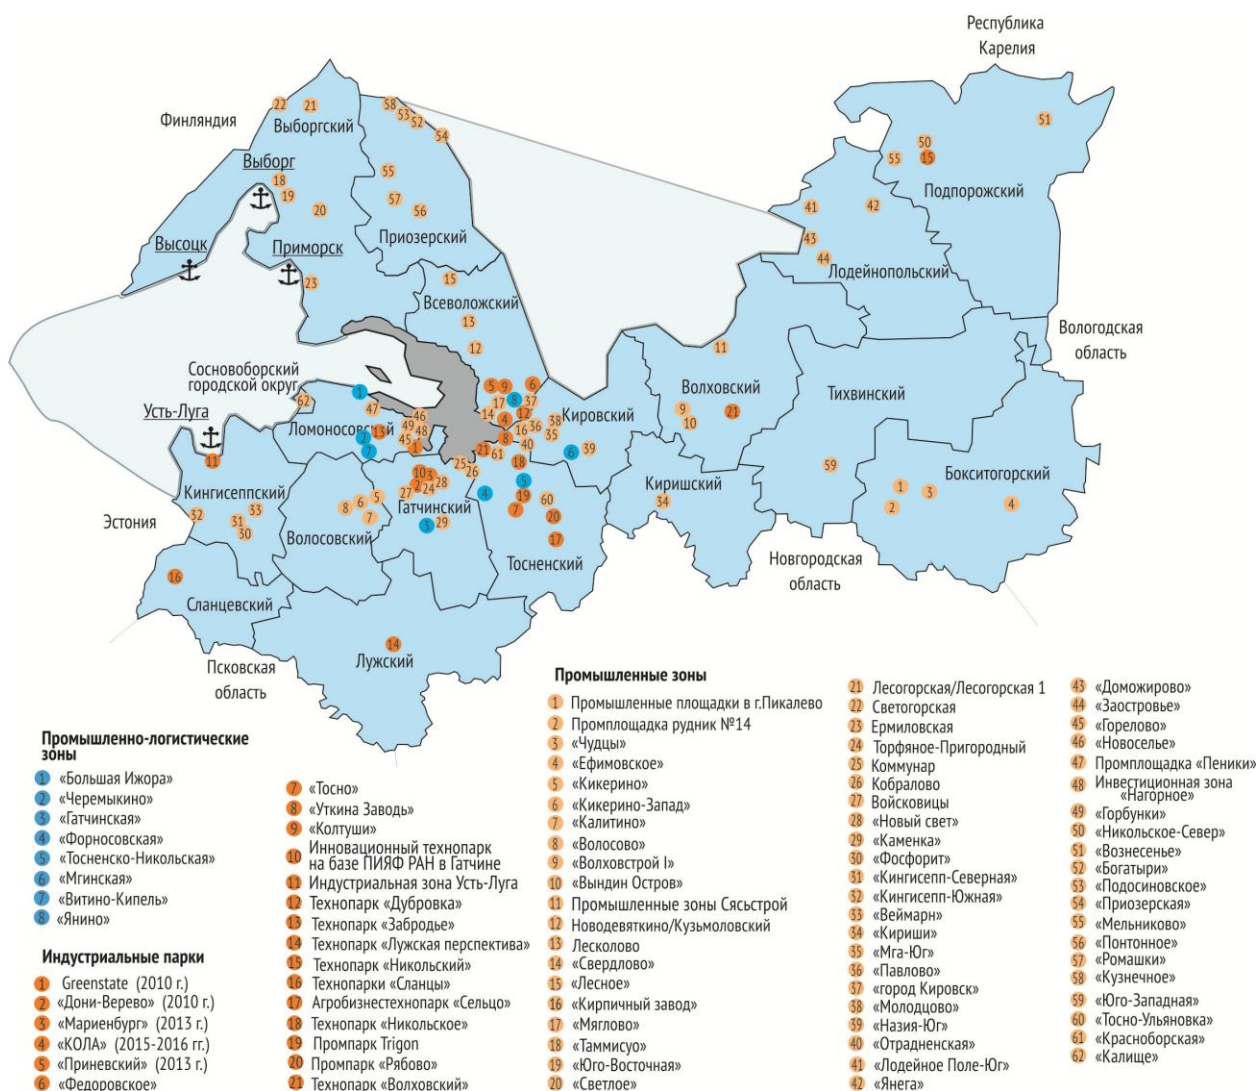 Республика
Карелия
Финляндия
Выборгский
Выборг
Высоцк
Приморск
Приозерский
Подпорожский
Лодейнопольский
Всеволожский
Вологодская
область
Сосновоборский
городской округ
Усть-Луга
Ломоносовский
Кировский
Волховский
Тихвинский
Бокситогорский
Киришский
Кингисеппский
Эстония
Волосовский
Гатчинский
Тосненский
Новгородская
область
Сланцевский
Лужский
Псковская
область
Промышленно-логистические
зоны
1 «Большая Ижора»
2 «Черемыкино»
3 «Гатчинская»
4 «Форносовская»
5 «Тосненско-Никольская»
6 «Мгинская»
7 «Витино-Кипель»
8 «Янино»
Индустриальные парки
1 Greenstate (2010 г.)
2 «Дони-Верево» (2010 г.)
3 «Мариенбург» (2013 г.)
4 «КОЛА» (2015-2016 гг.)
5 «Приневский» (2013 г.)
6 «Федоровское»
7 «Тосно»
8 «Уткина Заводь»
9 «Колтуши»
10 Инновационный технопарк
на базе ПИЯФ РАН в Гатчине
11 Индустриальная зона Усть-Луга
12 Технопарк «Дубровка»
13 Технопарк «Забродье»
14 Технопарк «Лужская перспектива»
15 Технопарк «Никольский»
16 Технопарки «Сланцы»
17 Агробизнестехнопарк «Сельцо»
18 Технопарк «Никольское»
19 Промпарк Trigon
20 Промпарк «Рябово»
21 Технопарк «Волховский»
Промышленные зоны
1 Промышленные площадки в г.Пикалево
2 Промплощадка рудник №14
3 «Чудцы»
4 «Ефимовское»
5 «Кикерино»
6 «Кикерино-Запад»
7 «Калитино»
8 «Волосово»
9 «Волховстрой I»
10 «Вындин Остров»
11 Промышленные зоны Сясьстрой
12 Новодевяткино/Кузьмоловский
13 Лесколово
14 «Свердлово»
15 «Лесное»
16 «Кирпичный завод»
17 «Мяглово»
18 «Таммисуо»
19 «Юго-Восточная»
20 «Светлое»
21 Лесогорская/Лесогорская 1
22 Светогорская
23 Ермиловская
24 Торфяное-Пригородный
25 Коммунар
26 Кобралово
27 Войсковицы
28 «Новый свет»
29 «Каменка»
30 «Фосфорит»
31 «Кингисепп-Северная»
32 «Кингисепп-Южная»
33 «Веймарн»
34 «Кириши»
35 «Мга-Юг»
36 «Павлово»
37 «город Кировск»
38 «Молодцово»
39 «Назия-Юг»
40 «Отрадненская»
41 «Лодейное Поле-Юг»
42 «Янега»
43 «Доможирово»
44 «Заостровье»
45 «Горелово»
46 «Новоселье»
47 Промплощадка «Пеники»
48 Инвестиционная зона
«Нагорное»
49 «Горбунки»
50 «Никольское-Север»
51 «Вознесенье»
52 «Богатыри»
53 «Подосиновское»
54 «Приозерская»
55 «Мельниково»
56 «Понтонное»
57 «Ромашки»
58 «Кузнечное»
59 «Юго-Западная»
60 «Тосно-Ульяновка»
61 «Красноборская»
62 «Калище»